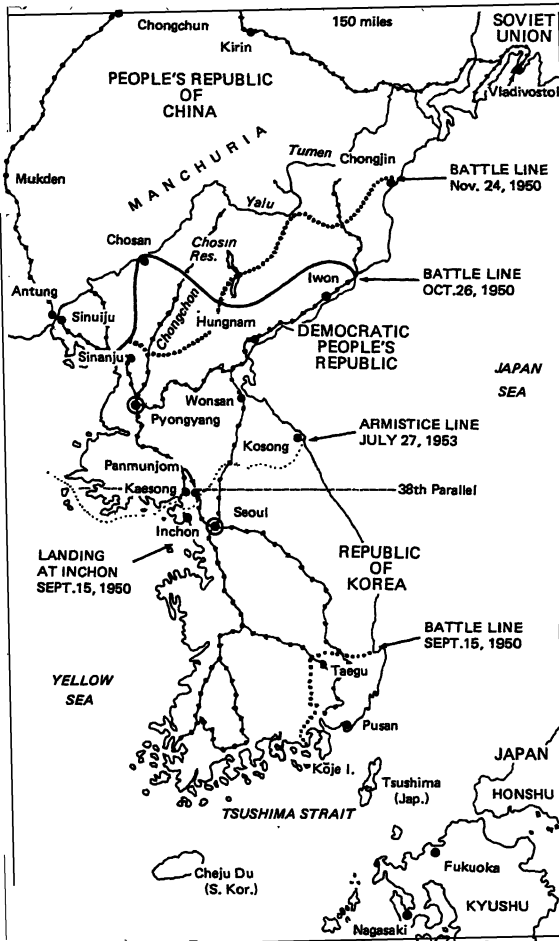 150 miles
SOVIET
UNION
Chongchun
Kirin
Vladivostok
PEOPLE'S REPUBLIC
OF
CHINA
MANCHURIA
Tumen
Chongjin
Mukden
BATTLE LINE
Nov. 24, 1950
Yalu
Chosan
Chosin
Res.
Iwon
BATTLE LINE
OCT.26, 1950
Antung
Sinuiju
Chongchon
Hungnam
Sinanju
DEMOCRATIC
PEOPLE'S
REPUBLIC
JAPAN
SEA
Wonsan
Pyongyang
Kosong
ARMISTICE LINE
JULY 27, 1953
Panmunjom
Kaesong
38th Parallel
Seoul
Inchon
LANDING
AT INCHON
SEPT.15, 1950
REPUBLIC
OF
KOREA
BATTLE LINE
SEPT.15, 1950
Taegu
YELLOW
SEA
Pusan
Kŏje I.
JAPAN
HONSHU
Tsushima
(Jap.)
TSUSHIMA STRAIT
Cheju Du
(S. Kor.)
Fukuoka
KYUSHU
Nagasaki